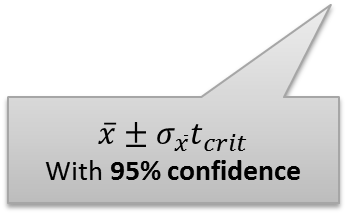 x̄ ± σ_x̄ t_crit
With 95% confidence